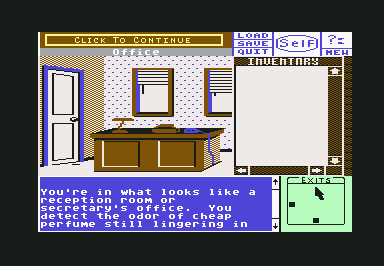 CLICK TO CONTINUE
Office
LOAD
SAVE
QUIT
Self
?:
NEW
INVENTORY
You're in what looks like a
reception room or
secretary's office. You
detect the odor of cheap
perfume still lingering in
EXITS